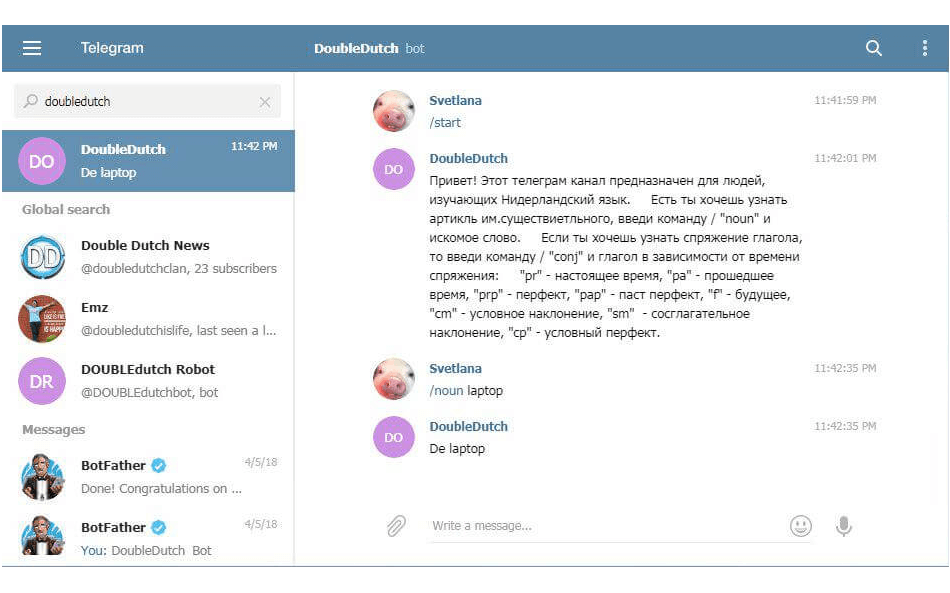 Telegram
DoubleDutch bot
doubledutch
DO
DoubleDutch 11:42 PM
De laptop
Global search
Double Dutch News
@doubledutchclan, 23 subscribers
Emz
@doubledutchislife, last seen a l...
DR
DOUBLEdutch Robot
@DOUBLEdutchbot, bot
Messages
BotFather 4/5/18
Done! Congratulations on ...
BotFather 4/5/18
You: DoubleDutch_Bot
Svetlana 11:41:59 PM
/start
DO
DoubleDutch 11:42:01 PM
Привет! Этот телеграм канал предназначен для людей,
изучающих Нидерландский язык. Есть ты хочешь узнать
артикль им.существиетльного, введи команду / "noun" и
искомое слово. Если ты хочешь узнать спряжение глагола,
то введи команду / "conj" и глагол в зависимости от времени
спряжения: "pr" - настоящее время, "pa" - прошедшее
время, "prp" - перфект, "pap" - паст перфект, "f" - будущее,
"cm" - условное наклонение, "sm" - сосглагательное
наклонение, "cp" - условный перфект.
Svetlana 11:42:35 PM
/noun laptop
DO
DoubleDutch 11:42:35 PM
De laptop
Write a message...